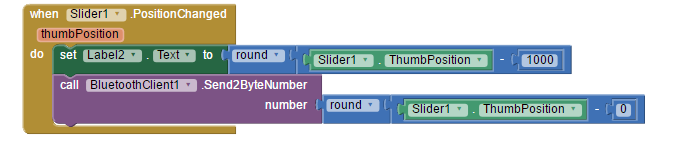 when Slider1 .PositionChanged
thumbPosition
do set Label2 . Text to round Slider1 . ThumbPosition - 1000
call BluetoothClient1 .Send2ByteNumber
number round Slider1 . ThumbPosition - 0